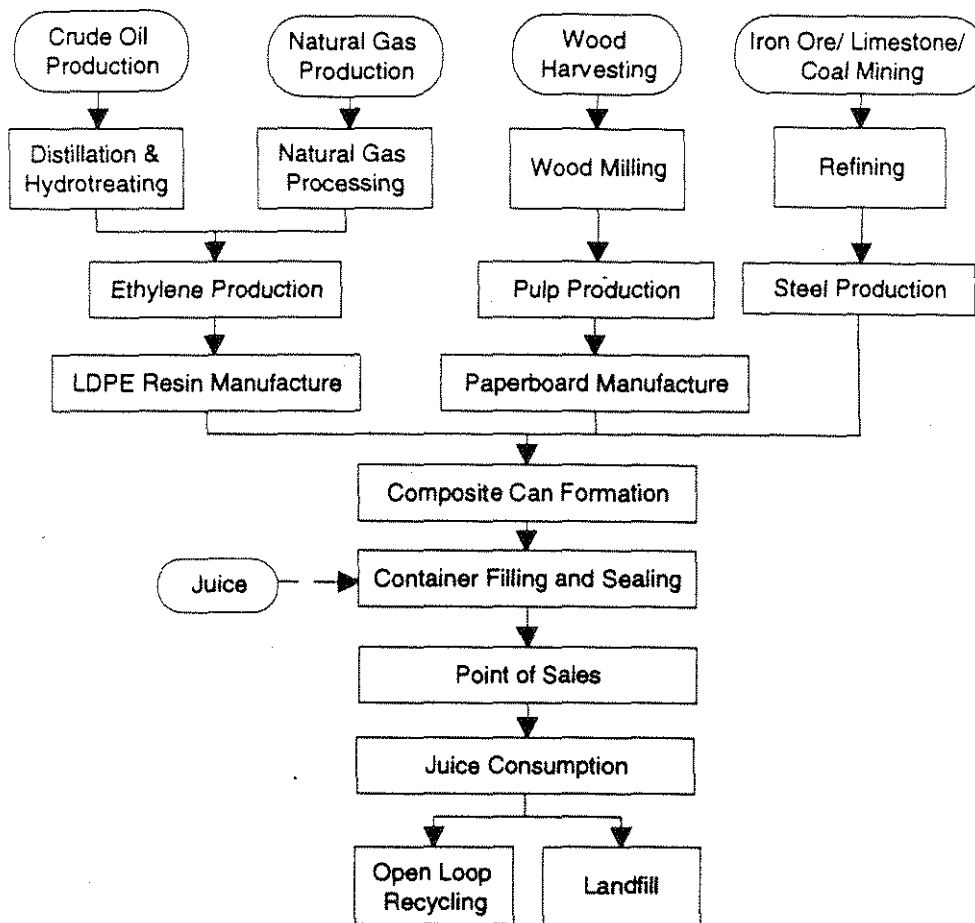 Crude Oil
Production
Natural Gas
Production
Wood
Harvesting
Iron Ore/ Limestone/
Coal Mining
Distillation &
Hydrotreating
Natural Gas
Processing
Wood Milling
Refining
Ethylene Production
Pulp Production
Steel Production
LDPE Resin Manufacture
Paperboard Manufacture
Composite Can Formation
Juice
Container Filling and Sealing
Point of Sales
Juice Consumption
Open Loop
Recycling
Landfill